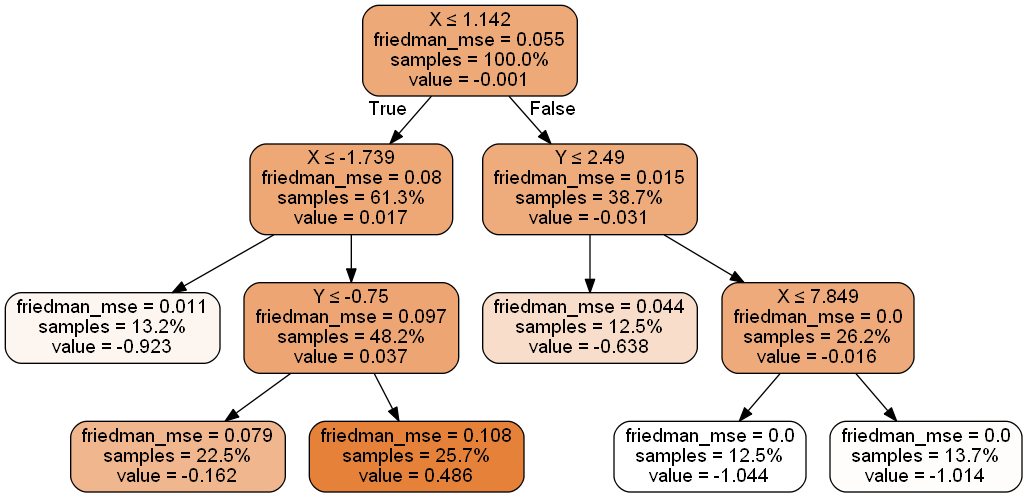 X ≤ 1.142
friedman_mse = 0.055
samples = 100.0%
value = -0.001
True
False
X ≤ -1.739
friedman_mse = 0.08
samples = 61.3%
value = 0.017
Y ≤ 2.49
friedman_mse = 0.015
samples = 38.7%
value = -0.031
friedman_mse = 0.011
samples = 13.2%
value = -0.923
Y ≤ -0.75
friedman_mse = 0.097
samples = 48.2%
value = 0.037
friedman_mse = 0.044
samples = 12.5%
value = -0.638
X ≤ 7.849
friedman_mse = 0.0
samples = 26.2%
value = -0.016
friedman_mse = 0.079
samples = 22.5%
value = -0.162
friedman_mse = 0.108
samples = 25.7%
value = 0.486
friedman_mse = 0.0
samples = 12.5%
value = -1.044
friedman_mse = 0.0
samples = 13.7%
value = -1.014